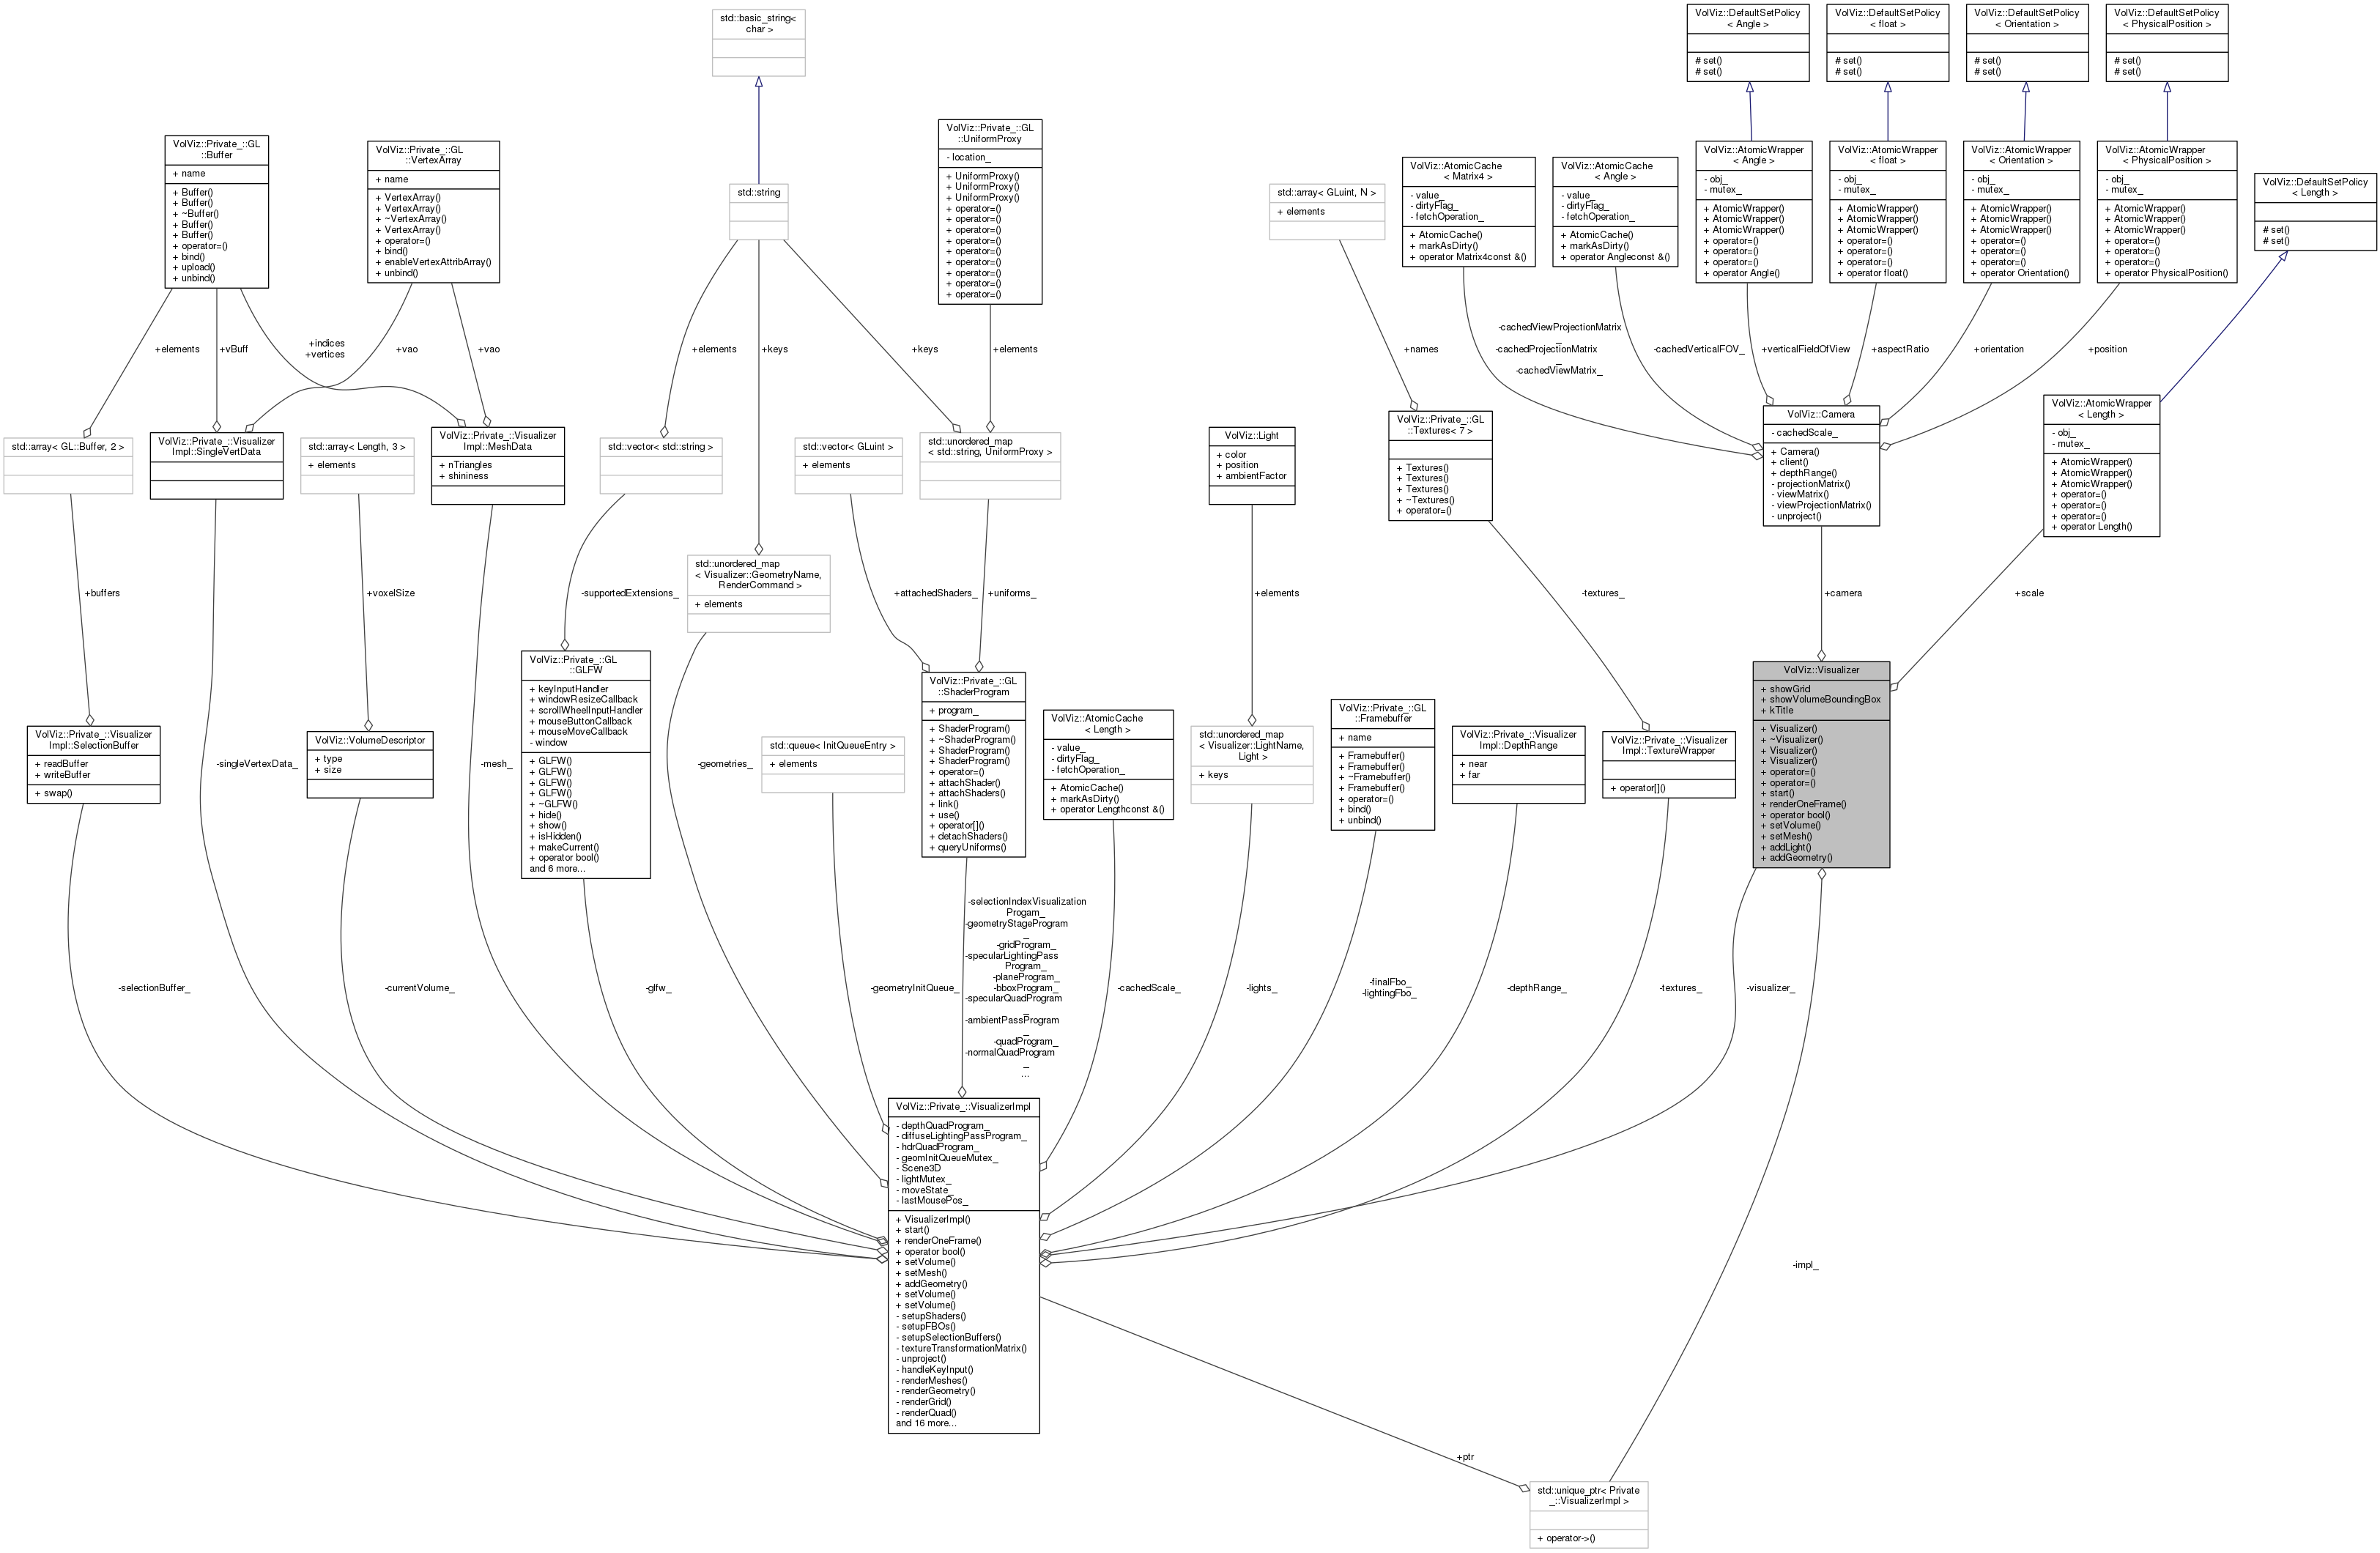 std::basic_string<
char >
VolViz::DefaultSetPolicy
< Angle >
# set()
# set()
VolViz::DefaultSetPolicy
< float >
# set()
# set()
VolViz::DefaultSetPolicy
< Orientation >
# set()
# set()
VolViz::DefaultSetPolicy
< PhysicalPosition >
# set()
# set()
VolViz::Private_::GL
::Buffer
+ name
+ Buffer()
+ Buffer()
+ ~Buffer()
+ Buffer()
+ Buffer()
+ operator=()
+ bind()
+ upload()
+ unbind()
VolViz::Private_::GL
::VertexArray
+ name
+ VertexArray()
+ VertexArray()
+ ~VertexArray()
+ VertexArray()
+ operator=()
+ bind()
+ enableVertexAttribArray()
+ unbind()
std::string
VolViz::Private_::GL
::UniformProxy
- location_
+ UniformProxy()
+ UniformProxy()
+ UniformProxy()
+ operator=()
+ operator=()
+ operator=()
+ operator=()
+ operator=()
+ operator=()
+ operator=()
+ operator=()
+ operator=()
std::array< GLuint, N >
+ elements
VolViz::AtomicCache
< Matrix4 >
- value_
- dirtyFlag_
- fetchOperation_
+ AtomicCache()
+ markAsDirty()
+ operator Matrix4const &()
VolViz::AtomicCache
< Angle >
- value_
- dirtyFlag_
- fetchOperation_
+ AtomicCache()
+ markAsDirty()
+ operator Angleconst &()
VolViz::AtomicWrapper
< Angle >
- obj_
- mutex_
+ AtomicWrapper()
+ AtomicWrapper()
+ AtomicWrapper()
+ operator=()
+ operator=()
+ operator=()
+ operator Angle()
VolViz::AtomicWrapper
< float >
- obj_
- mutex_
+ AtomicWrapper()
+ AtomicWrapper()
+ AtomicWrapper()
+ operator=()
+ operator=()
+ operator=()
+ operator float()
VolViz::AtomicWrapper
< Orientation >
- obj_
- mutex_
+ AtomicWrapper()
+ AtomicWrapper()
+ AtomicWrapper()
+ operator=()
+ operator=()
+ operator=()
+ operator Orientation()
VolViz::AtomicWrapper
< PhysicalPosition >
- obj_
- mutex_
+ AtomicWrapper()
+ AtomicWrapper()
+ AtomicWrapper()
+ operator=()
+ operator=()
+ operator=()
+ operator PhysicalPosition()
VolViz::DefaultSetPolicy
< Length >
# set()
# set()
+elements
+vBuff
+indices
+vertices
+vao
+vao
+elements
+keys
+keys
+elements
+names
-cachedViewProjectionMatrix
_
-cachedProjectionMatrix
_
-cachedViewMatrix_
-cachedVerticalFOV_
+verticalFieldOfView
+aspectRatio
+orientation
+position
std::array< GL::Buffer, 2 >
VolViz::Private_::Visualizer
Impl::SingleVertData
std::array< Length, 3 >
+ elements
VolViz::Private_::Visualizer
Impl::MeshData
+ nTriangles
+ shininess
std::vector< std::string >
std::vector< GLuint >
+ elements
std::unordered_map
< std::string, UniformProxy >
VolViz::Light
+ color
+ position
+ ambientFactor
VolViz::Private_::GL
::Textures< 7 >
+ Textures()
+ Textures()
+ Textures()
+ ~Textures()
+ operator=()
VolViz::Camera
- cachedScale_
+ Camera()
+ client()
+ depthRange()
- projectionMatrix()
- viewMatrix()
- viewProjectionMatrix()
- unproject()
VolViz::AtomicWrapper
< Length >
- obj_
- mutex_
+ AtomicWrapper()
+ AtomicWrapper()
+ AtomicWrapper()
+ operator=()
+ operator=()
+ operator=()
+ operator Length()
std::unordered_map
< Visualizer::GeometryName,
RenderCommand >
+ elements
+buffers
+voxelSize
-supportedExtensions_
+attachedShaders_
+uniforms_
+elements
-textures_
+camera
+scale
VolViz::Private_::Visualizer
Impl::SelectionBuffer
+ readBuffer
+ writeBuffer
+ swap()
VolViz::VolumeDescriptor
+ type
+ size
VolViz::Private_::GL
::GLFW
+ keyInputHandler
+ windowResizeCallback
+ scrollWheelInputHandler
+ mouseButtonCallback
+ mouseMoveCallback
- window
+ GLFW()
+ GLFW()
+ GLFW()
+ GLFW()
+ ~GLFW()
+ hide()
+ show()
+ isHidden()
+ makeCurrent()
+ operator bool()
and 6 more...
std::queue< InitQueueEntry >
+ elements
VolViz::Private_::GL
::ShaderProgram
+ program_
+ ShaderProgram()
+ ~ShaderProgram()
+ ShaderProgram()
+ ShaderProgram()
+ operator=()
+ attachShader()
+ attachShaders()
+ link()
+ use()
+ operator[]()
+ detachShaders()
+ queryUniforms()
VolViz::AtomicCache
< Length >
- value_
- dirtyFlag_
- fetchOperation_
+ AtomicCache()
+ markAsDirty()
+ operator Lengthconst &()
std::unordered_map
< Visualizer::LightName,
Light >
+ keys
VolViz::Private_::GL
::Framebuffer
+ name
+ Framebuffer()
+ Framebuffer()
+ ~Framebuffer()
+ Framebuffer()
+ operator=()
+ bind()
+ unbind()
VolViz::Private_::Visualizer
Impl::DepthRange
+ near
+ far
VolViz::Private_::Visualizer
Impl::TextureWrapper
+ operator[]()
VolViz::Visualizer
+ showGrid
+ showVolumeBoundingBox
+ kTitle
+ Visualizer()
+ ~Visualizer()
+ Visualizer()
+ Visualizer()
+ operator=()
+ operator=()
+ start()
+ renderOneFrame()
+ operator bool()
+ setVolume()
+ setMesh()
+ addLight()
+ addGeometry()
-singleVertexData_
-mesh_
-geometries_
-selectionBuffer_
-currentVolume_
-glfw_
-geometryInitQueue_
-selectionIndexVisualization
Progam_
-geometryStageProgram
_
-gridProgram_
-specularLightingPass
Program_
-planeProgram_
-bboxProgram_
-specularQuadProgram
_
-ambientPassProgram
_
-quadProgram_
-normalQuadProgram
_
...
-cachedScale_
-lights_
-finalFbo_
-lightingFbo_
-depthRange_
-textures_
-visualizer_
VolViz::Private_::VisualizerImpl
- depthQuadProgram_
- diffuseLightingPassProgram_
- hdrQuadProgram_
- geomInitQueueMutex_
- Scene3D
- lightMutex_
- moveState_
- lastMousePos_
+ VisualizerImpl()
+ start()
+ renderOneFrame()
+ operator bool()
+ setVolume()
+ setMesh()
+ addGeometry()
+ setVolume()
+ setVolume()
- setupShaders()
- setupFBOs()
- setupSelectionBuffers()
- textureTransformationMatrix()
- unproject()
- handleKeyInput()
- renderMeshes()
- renderGeometry()
- renderGrid()
- renderQuad()
and 16 more...
-impl_
+ptr
std::unique_ptr< Private
_::VisualizerImpl >
+ operator->()